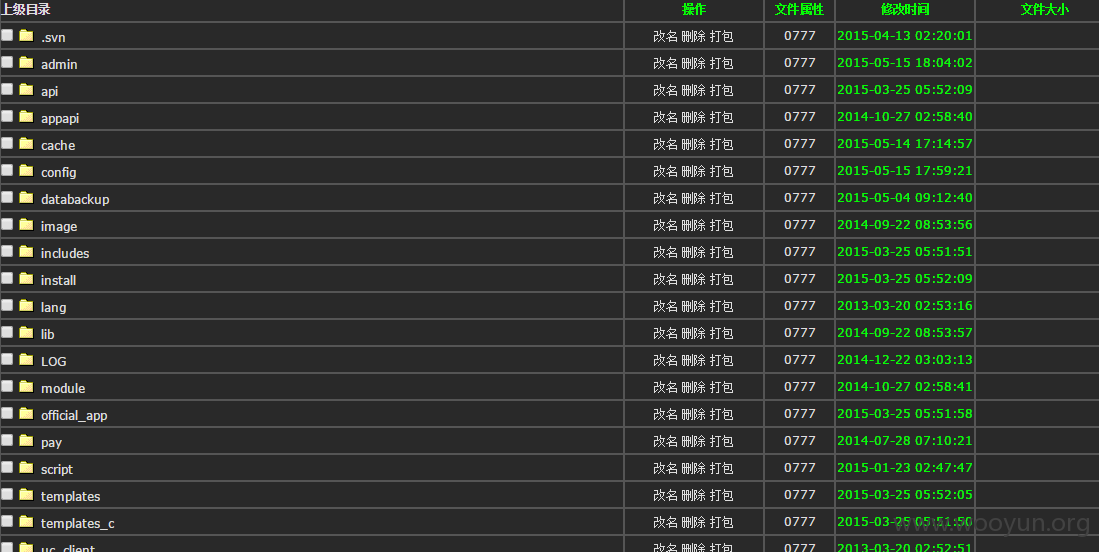 上级目录 操作 文件属性 修改时间 文件大小
.svn 改名 删除 打包 0777 2015-04-13 02:20:01
admin 改名 删除 打包 0777 2015-05-15 18:04:02
api 改名 删除 打包 0777 2015-03-25 05:52:09
appapi 改名 删除 打包 0777 2014-10-27 02:58:40
cache 改名 删除 打包 0777 2015-05-14 17:14:57
config 改名 删除 打包 0777 2015-05-15 17:59:21
databackup 改名 删除 打包 0777 2015-05-04 09:12:40
image 改名 删除 打包 0777 2014-09-22 08:53:56
includes 改名 删除 打包 0777 2015-03-25 05:51:51
install 改名 删除 打包 0777 2015-03-25 05:52:09
lang 改名 删除 打包 0777 2013-03-20 02:53:16
lib 改名 删除 打包 0777 2014-09-22 08:53:57
LOG 改名 删除 打包 0777 2014-12-22 03:03:13
module 改名 删除 打包 0777 2014-10-27 02:58:41
official_app 改名 删除 打包 0777 2015-03-25 05:51:58
pay 改名 删除 打包 0777 2014-07-28 07:10:21
script 改名 删除 打包 0777 2015-01-23 02:47:47
templates 改名 删除 打包 0777 2015-03-25 05:52:05
templates_c 改名 删除 打包 0777 2015-03-25 05:51:50
www.wooyun.org
uc_client 改名 删除 打包 0777 2013-03-20 02:52:51